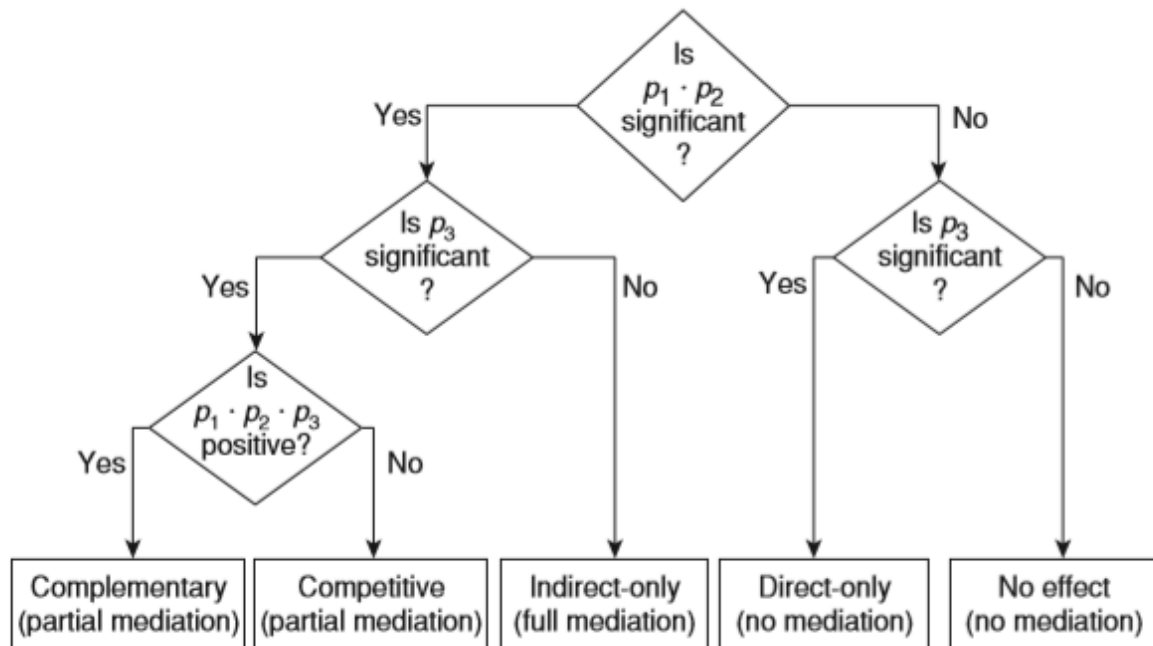 Is
p₁ · p₂
significant
?
Yes
No
Is p₃
significant
?
Yes
No
Is p₃
significant
?
Yes
No
Is
p₁ · p₂ · p₃
positive?
Yes
No
Complementary
(partial mediation)
Competitive
(partial mediation)
Indirect-only
(full mediation)
Direct-only
(no mediation)
No effect
(no mediation)